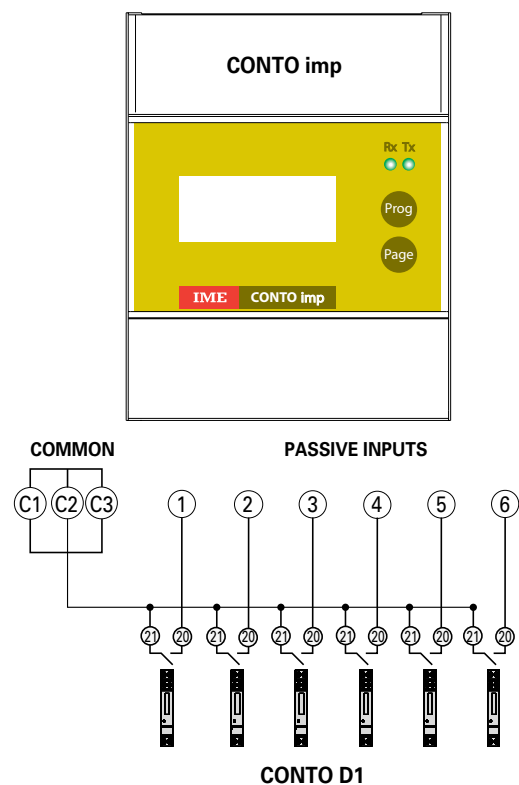 CONTO imp
Rx Tx
Prog
Page
IME CONTO imp
COMMON PASSIVE INPUTS
C1 C2 C3 1 2 3 4 5 6
21 20 21 20 21 20 21 20 21 20 21 20
CONTO D1